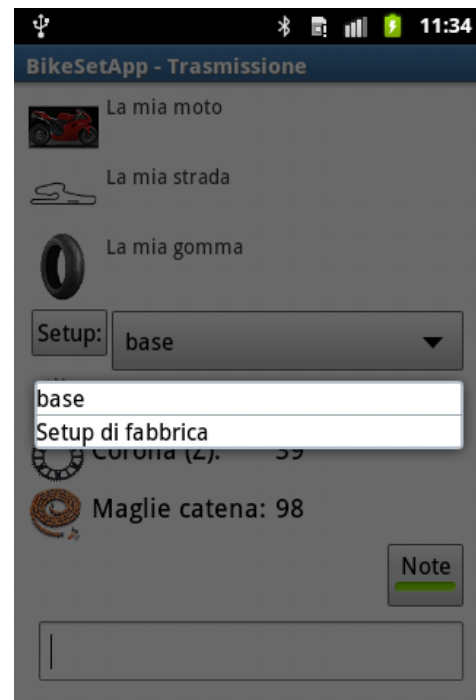 11:34
BikeSetApp - Trasmissione
La mia moto
La mia strada
La mia gomma
Setup:
base
base
Setup di fabbrica
Corona (Z): 39
Maglie catena: 98
Note